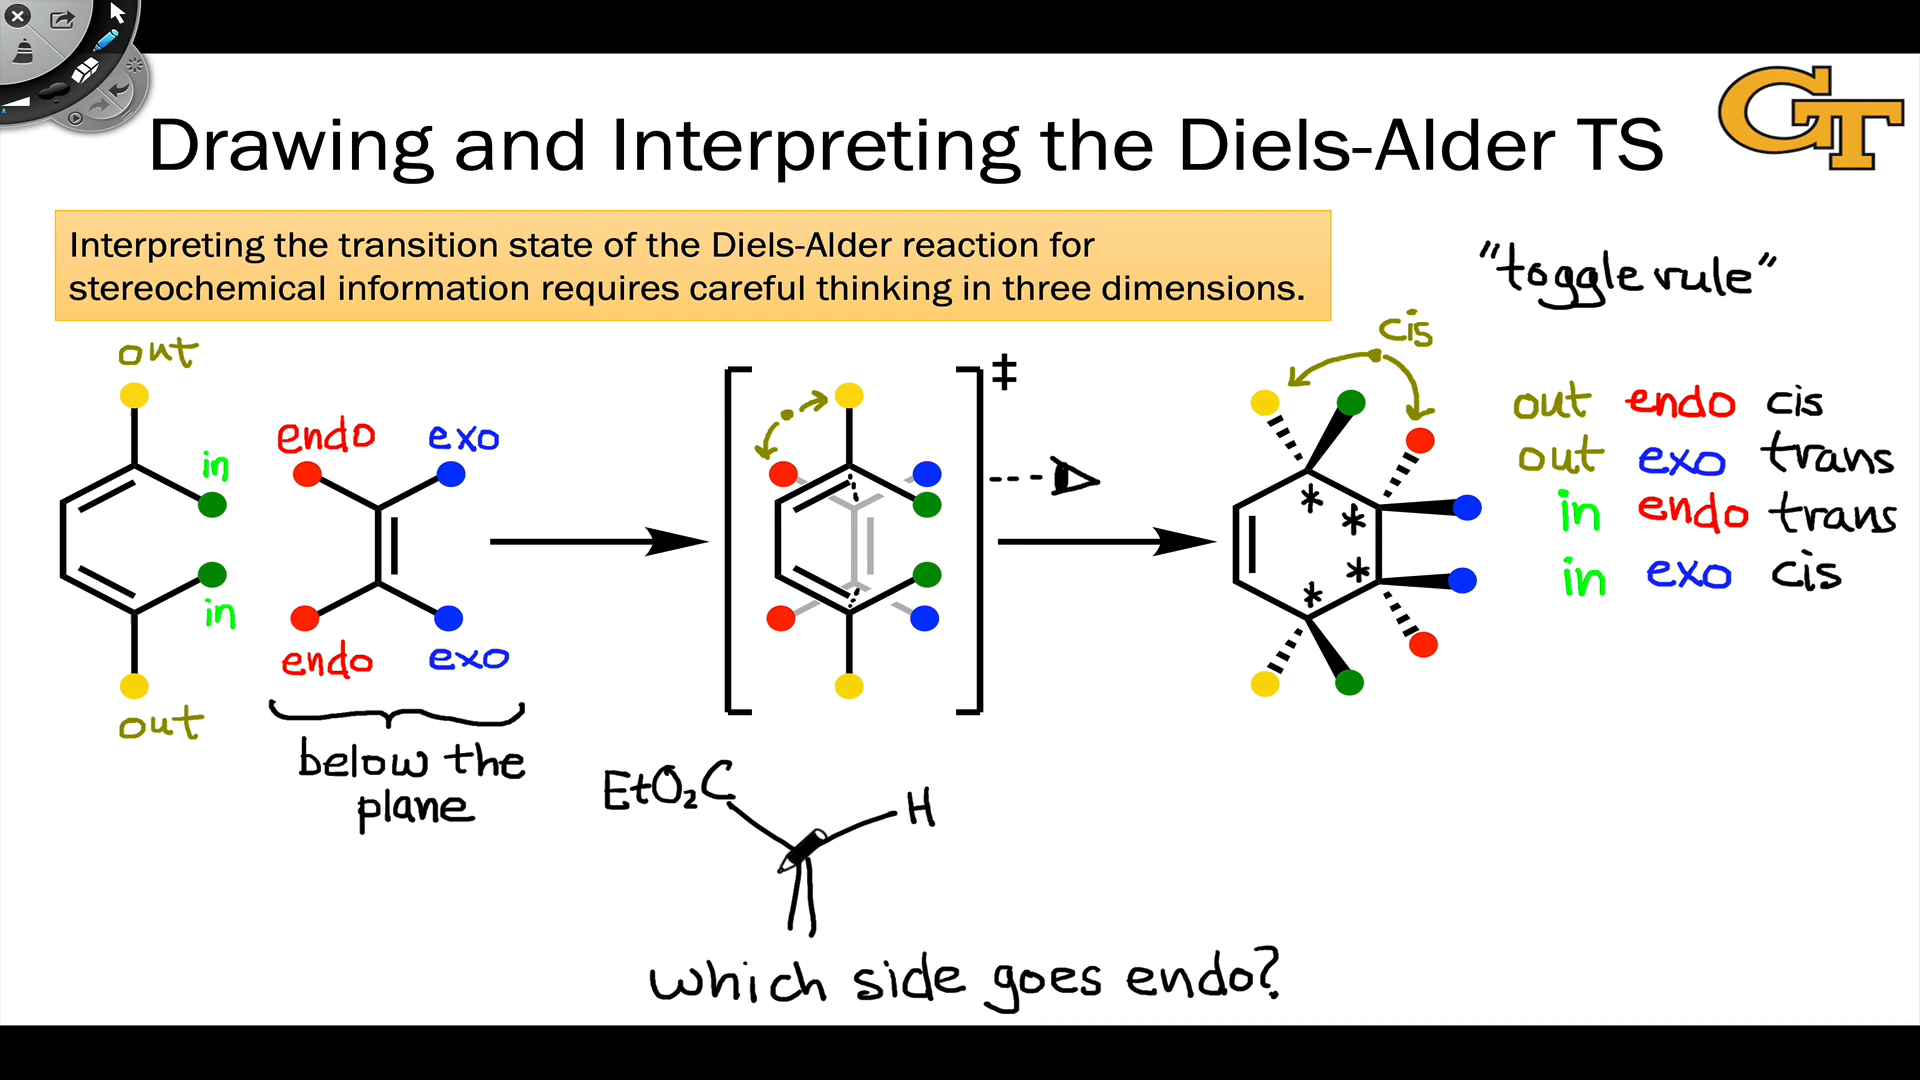 GT
Drawing and Interpreting the Diels-Alder TS
Interpreting the transition state of the Diels-Alder reaction for
stereochemical information requires careful thinking in three dimensions.
"toggle rule"
out
in
in
out
endo
exo
endo
exo
below the
plane
‡
cis
*
*
*
*
out endo cis
out exo trans
in endo trans
in exo cis
EtO₂C
H
which side goes endo?